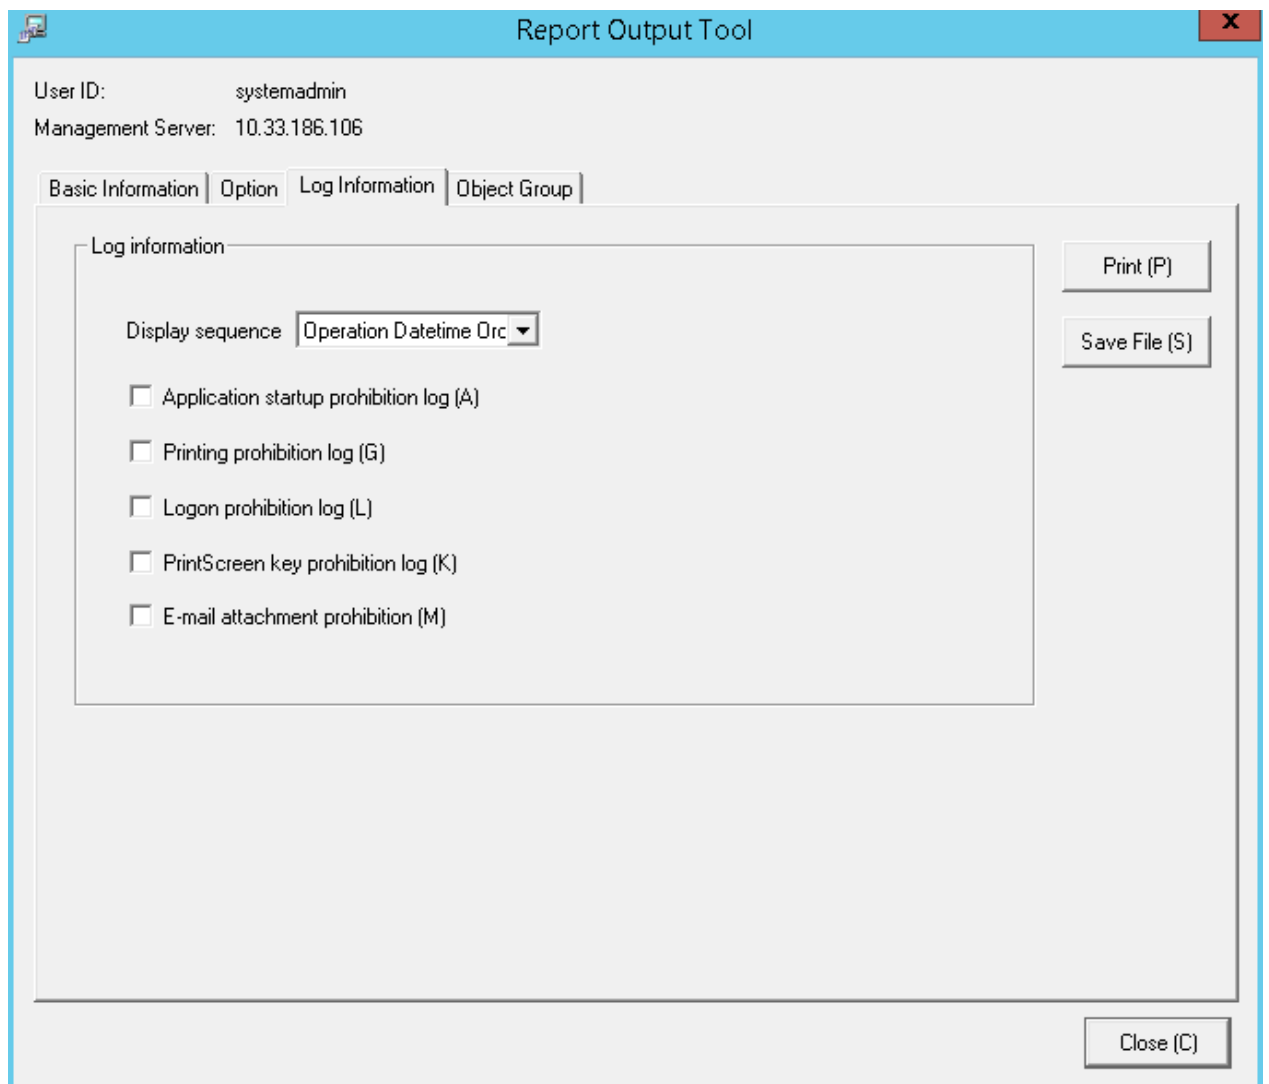 Report Output Tool
X
User ID: systemadmin
Management Server: 10.33.186.106
Basic Information Option Log Information Object Group
Log information
Print (P)
Display sequence Operation Datetime Orc
Save File (S)
Application startup prohibition log (A)
Printing prohibition log (G)
Logon prohibition log (L)
PrintScreen key prohibition log (K)
E-mail attachment prohibition (M)
Close (C)